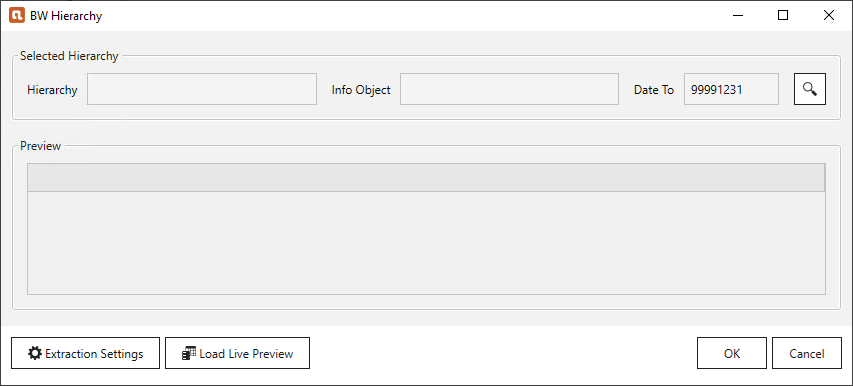 BW Hierarchy
Selected Hierarchy
Hierarchy Info Object Date To 99991231
Preview
Extraction Settings Load Live Preview OK Cancel